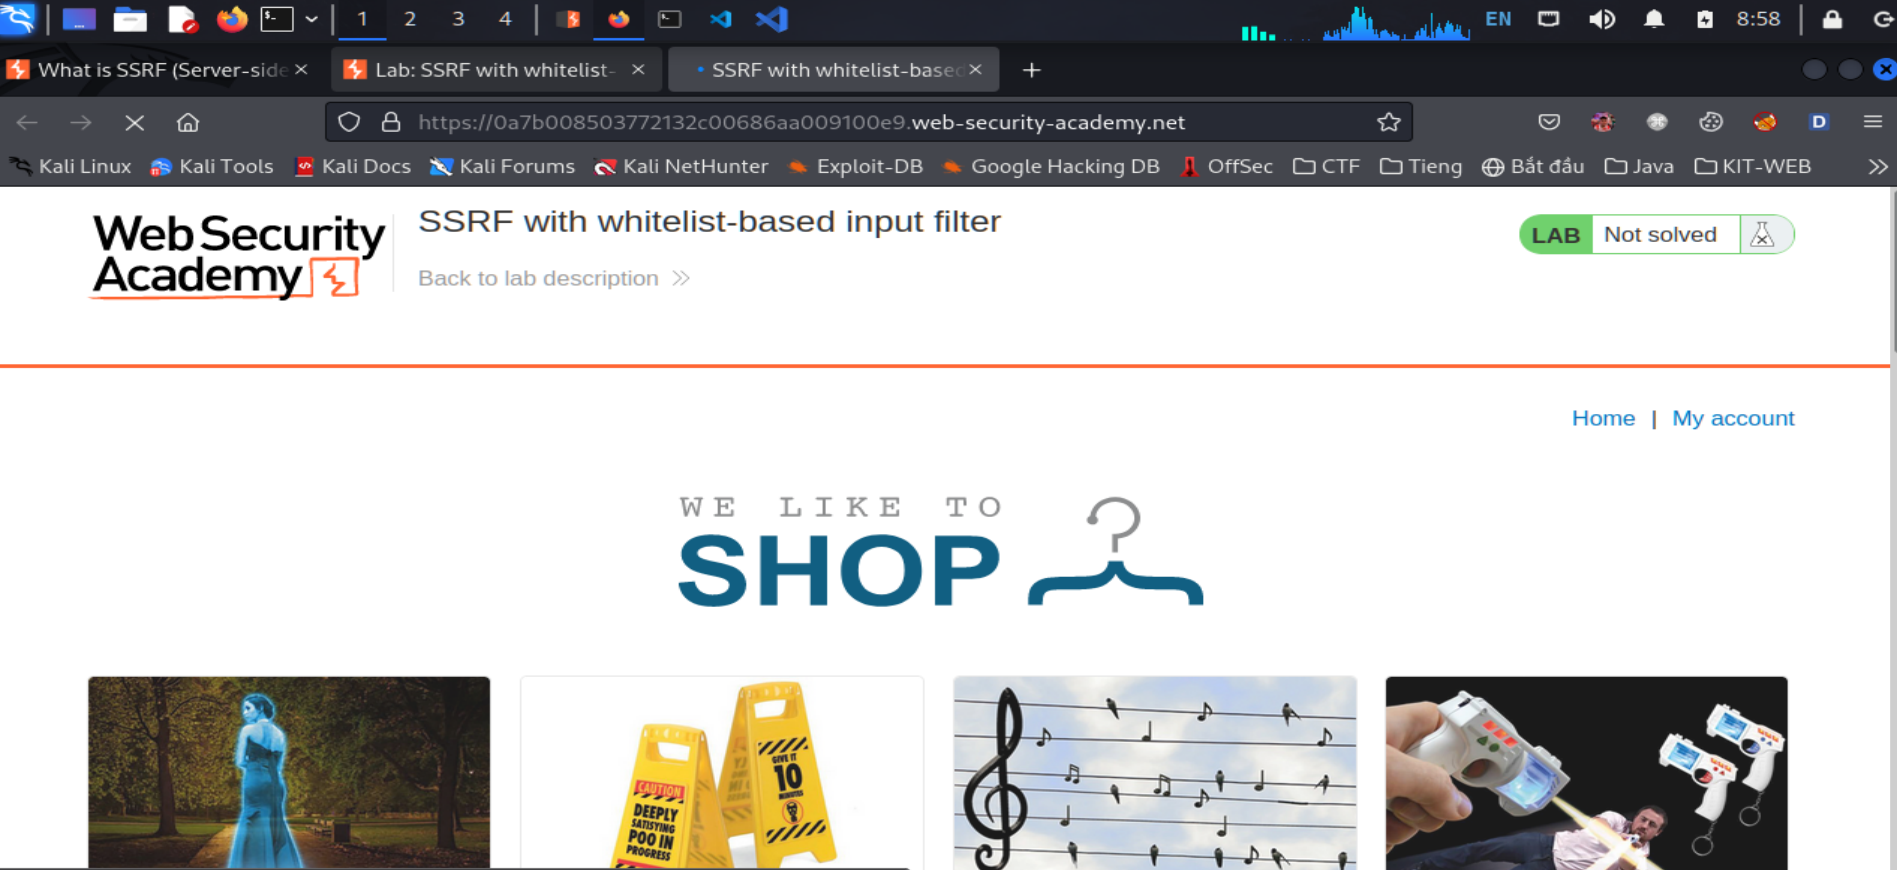 1 2 3 4 EN 8:58
What is SSRF (Server-side
Lab: SSRF with whitelist-
SSRF with whitelist-based
https://0a7b008503772132c00686aa009100e9.web-security-academy.net
Kali Linux Kali Tools Kali Docs Kali Forums Kali NetHunter Exploit-DB Google Hacking DB OffSec CTF Tieng Bắt đầu Java KIT-WEB
Web Security
Academy
SSRF with whitelist-based input filter
Back to lab description
LAB Not solved
Home | My account
WE LIKE TO
SHOP
CAUTION
DEEPLY
SATISFYING
POO IN
PROGRESS
GIVE IT
10
MINUTES